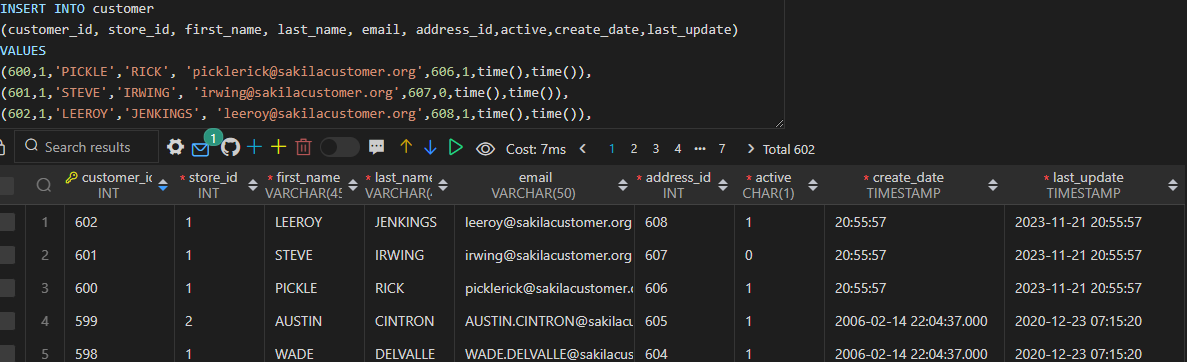 INSERT INTO customer
(customer_id, store_id, first_name, last_name, email, address_id,active,create_date,last_update)
VALUES
(600,1,'PICKLE','RICK', 'picklerick@sakilacustomer.org',606,1,time(),time()),
(601,1,'STEVE','IRWING', 'irwing@sakilacustomer.org',607,0,time(),time()),
(602,1,'LEEROY','JENKINGS', 'leeroy@sakilacustomer.org',608,1,time(),time()),
Search results 1 Cost: 7ms < 1 2 3 4 ••• 7 > Total 602
customer_id * store_id * first_name * last_name email * address_id * active * create_date * last_update
INT INT VARCHAR(45 VARCHAR(4 VARCHAR(50) INT CHAR(1) TIMESTAMP TIMESTAMP
1 602 1 LEEROY JENKINGS leeroy@sakilacustomer.org 608 1 20:55:57 2023-11-21 20:55:57
2 601 1 STEVE IRWING irwing@sakilacustomer.org 607 0 20:55:57 2023-11-21 20:55:57
3 600 1 PICKLE RICK picklerick@sakilacustomer.o 606 1 20:55:57 2023-11-21 20:55:57
4 599 2 AUSTIN CINTRON AUSTIN.CINTRON@sakilacu 605 1 2006-02-14 22:04:37.000 2020-12-23 07:15:20
5 598 1 WADE DELVALLE WADE.DELVALLE@sakilacus 604 1 2006-02-14 22:04:37.000 2020-12-23 07:15:20